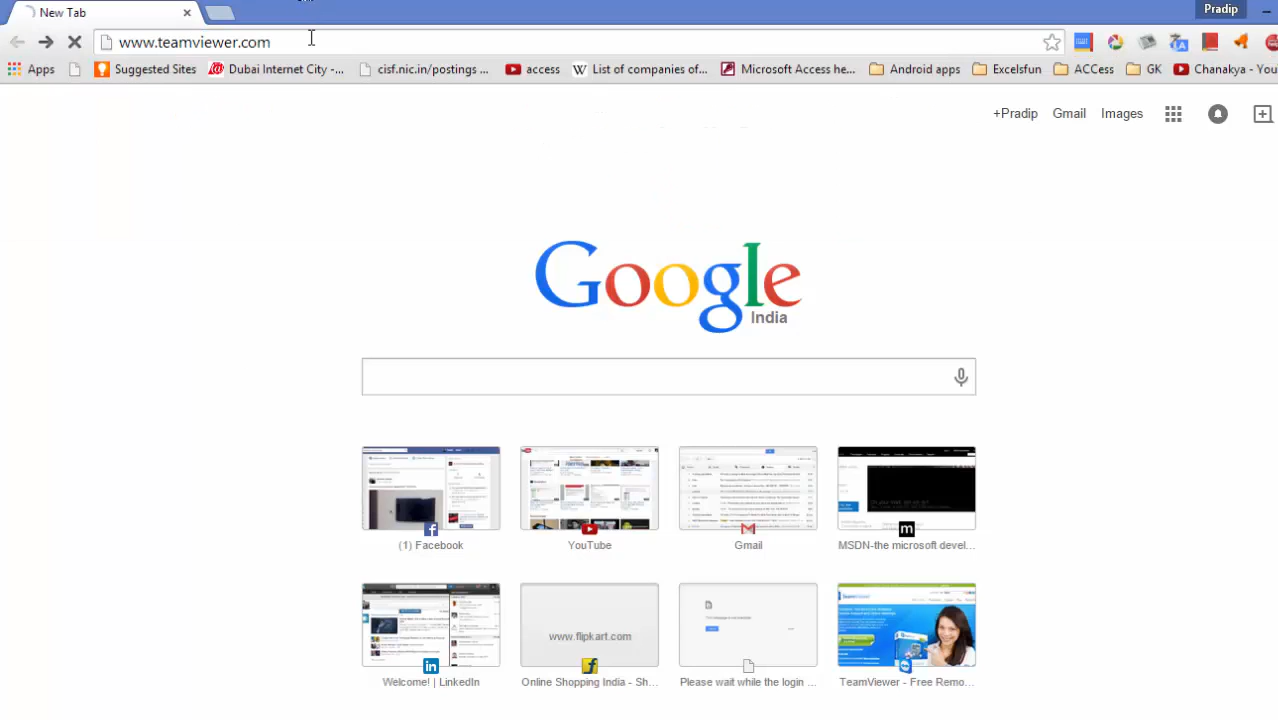 New Tab
Pradip
www.teamviewer.com
Apps Suggested Sites Dubai Internet City -... cisf.nic.in/postings ... access List of companies of... Microsoft Access he... Android apps Excelsfun ACCess GK Chanakya - You
+Pradip Gmail Images
Google
India
(1) Facebook YouTube Gmail MSDN-the microsoft devel...
www.flipkart.com
Welcome! | LinkedIn Online Shopping India - Sh... Please wait while the login ... TeamViewer - Free Remo...